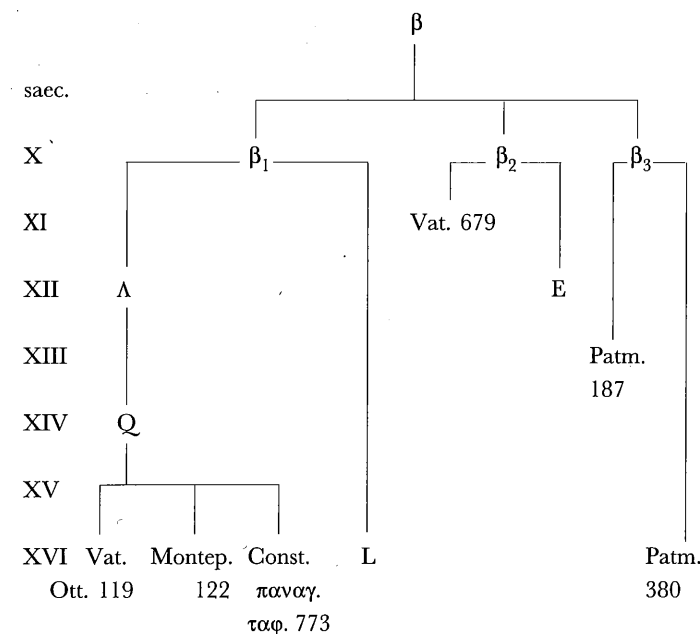 β
saec.
X β₁ β₂ β₃
XI Vat. 679
XII Λ E
XIII Patm.
187
XIV Q
XV
XVI Vat. Montep. Const. L Patm.
Ott. 119 122 παναγ. 380
ταφ. 773